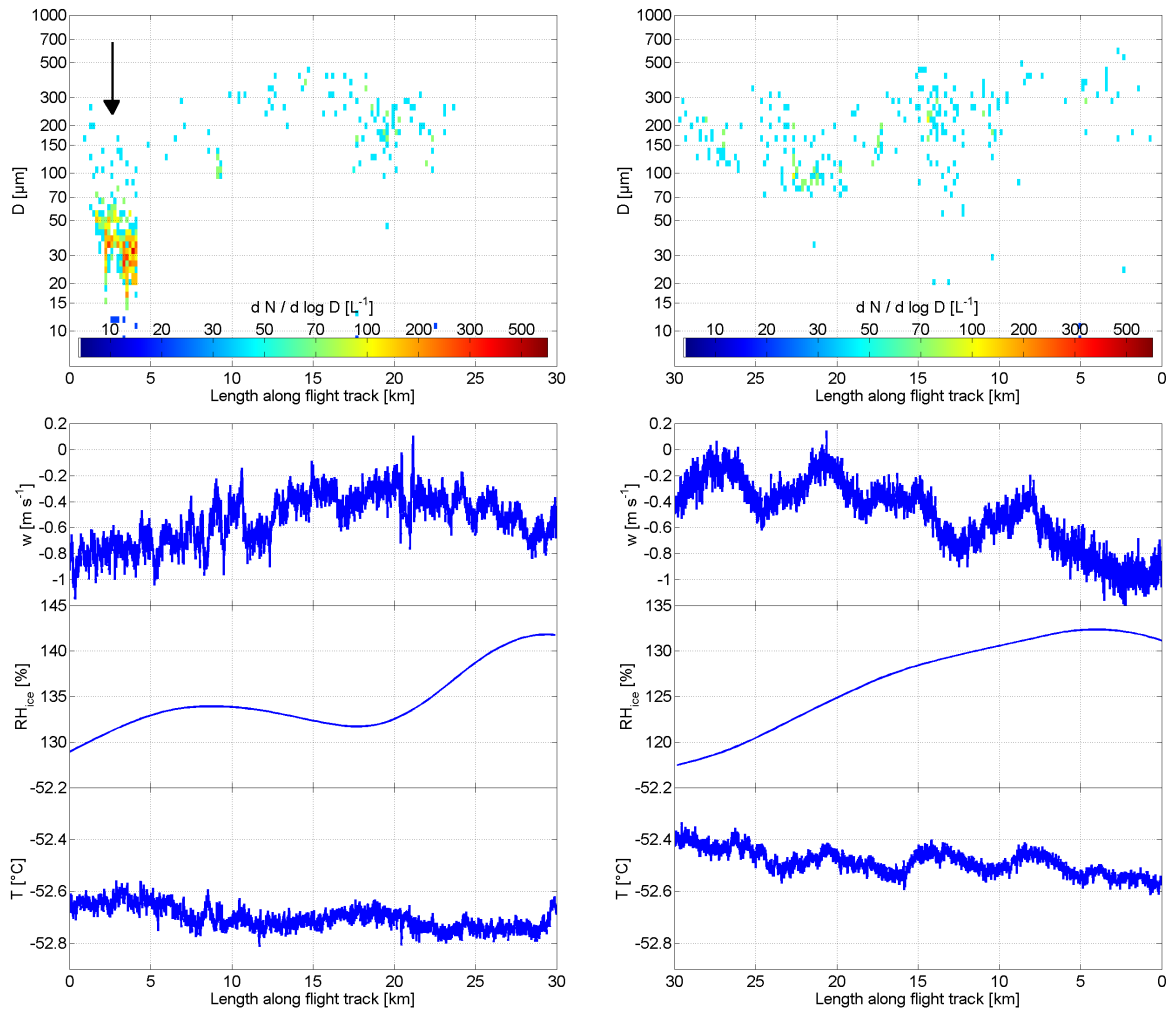 1000
700
500
300
200
150
100
70
50
30
20
15
10
D [µm]
d N / d log D [L-1]
10 20 30 50 70 100 200 300 500
0 5 10 15 20 25 30
Length along flight track [km]
1000
700
500
300
200
150
100
70
50
30
20
15
10
D [µm]
d N / d log D [L-1]
10 20 30 50 70 100 200 300 500
30 25 20 15 10 5 0
Length along flight track [km]
0.2
0
-0.2
-0.4
-0.6
-0.8
-1
w [m s-1]
145
140
135
130
RHice [%]
-52.2
-52.4
-52.6
-52.8
T [°C]
0 5 10 15 20 25 30
Length along flight track [km]
0.2
0
-0.2
-0.4
-0.6
-0.8
-1
w [m s-1]
135
130
125
120
RHice [%]
-52.2
-52.4
-52.6
-52.8
T [°C]
30 25 20 15 10 5 0
Length along flight track [km]